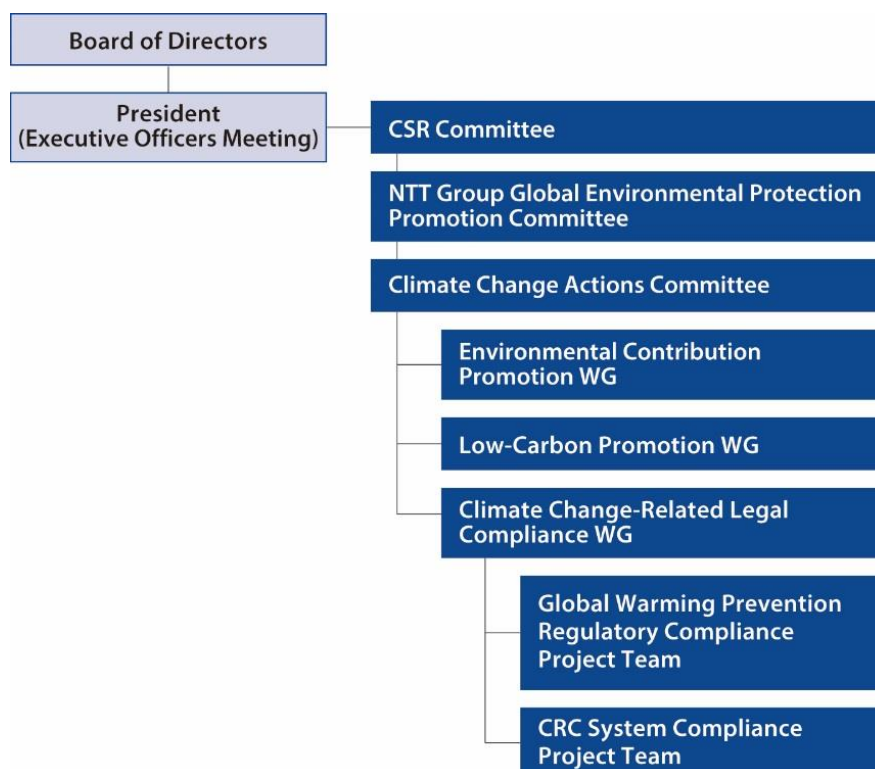 Board of Directors
President
(Executive Officers Meeting)
CSR Committee
NTT Group Global Environmental Protection
Promotion Committee
Climate Change Actions Committee
Environmental Contribution
Promotion WG
Low-Carbon Promotion WG
Climate Change-Related Legal
Compliance WG
Global Warming Prevention
Regulatory Compliance
Project Team
CRC System Compliance
Project Team